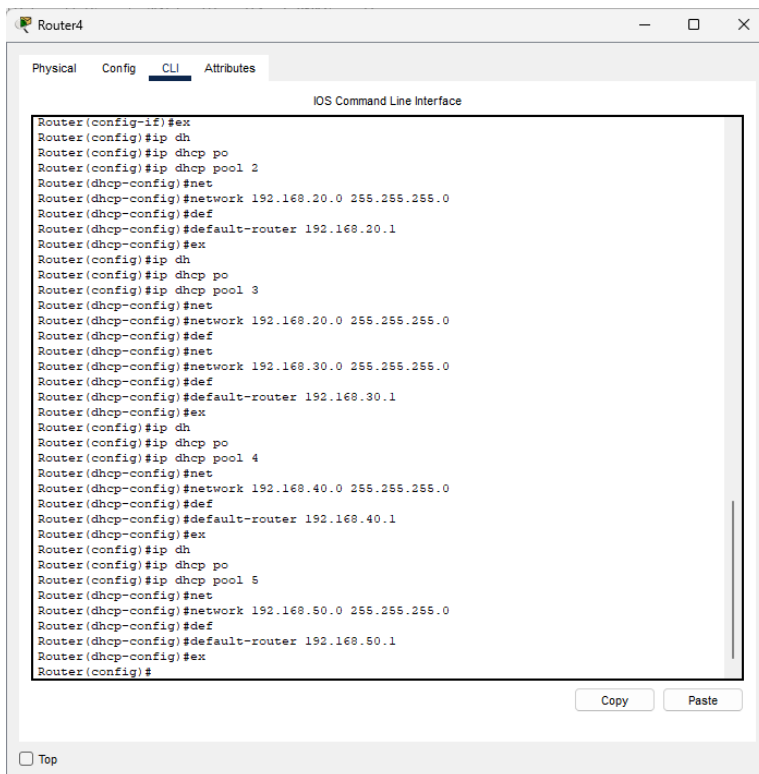 Router4
Physical Config CLI Attributes
IOS Command Line Interface
Router(config-if)#ex
Router(config)#ip dh
Router(config)#ip dhcp po
Router(config)#ip dhcp pool 2
Router(dhcp-config)#net
Router(dhcp-config)#network 192.168.20.0 255.255.255.0
Router(dhcp-config)#def
Router(dhcp-config)#default-router 192.168.20.1
Router(dhcp-config)#ex
Router(config)#ip dh
Router(config)#ip dhcp po
Router(config)#ip dhcp pool 3
Router(dhcp-config)#net
Router(dhcp-config)#network 192.168.20.0 255.255.255.0
Router(dhcp-config)#def
Router(dhcp-config)#net
Router(dhcp-config)#network 192.168.30.0 255.255.255.0
Router(dhcp-config)#def
Router(dhcp-config)#default-router 192.168.30.1
Router(dhcp-config)#ex
Router(config)#ip dh
Router(config)#ip dhcp po
Router(config)#ip dhcp pool 4
Router(dhcp-config)#net
Router(dhcp-config)#network 192.168.40.0 255.255.255.0
Router(dhcp-config)#def
Router(dhcp-config)#default-router 192.168.40.1
Router(dhcp-config)#ex
Router(config)#ip dh
Router(config)#ip dhcp po
Router(config)#ip dhcp pool 5
Router(dhcp-config)#net
Router(dhcp-config)#network 192.168.50.0 255.255.255.0
Router(dhcp-config)#def
Router(dhcp-config)#default-router 192.168.50.1
Router(dhcp-config)#ex
Router(config)#
Copy Paste
Top